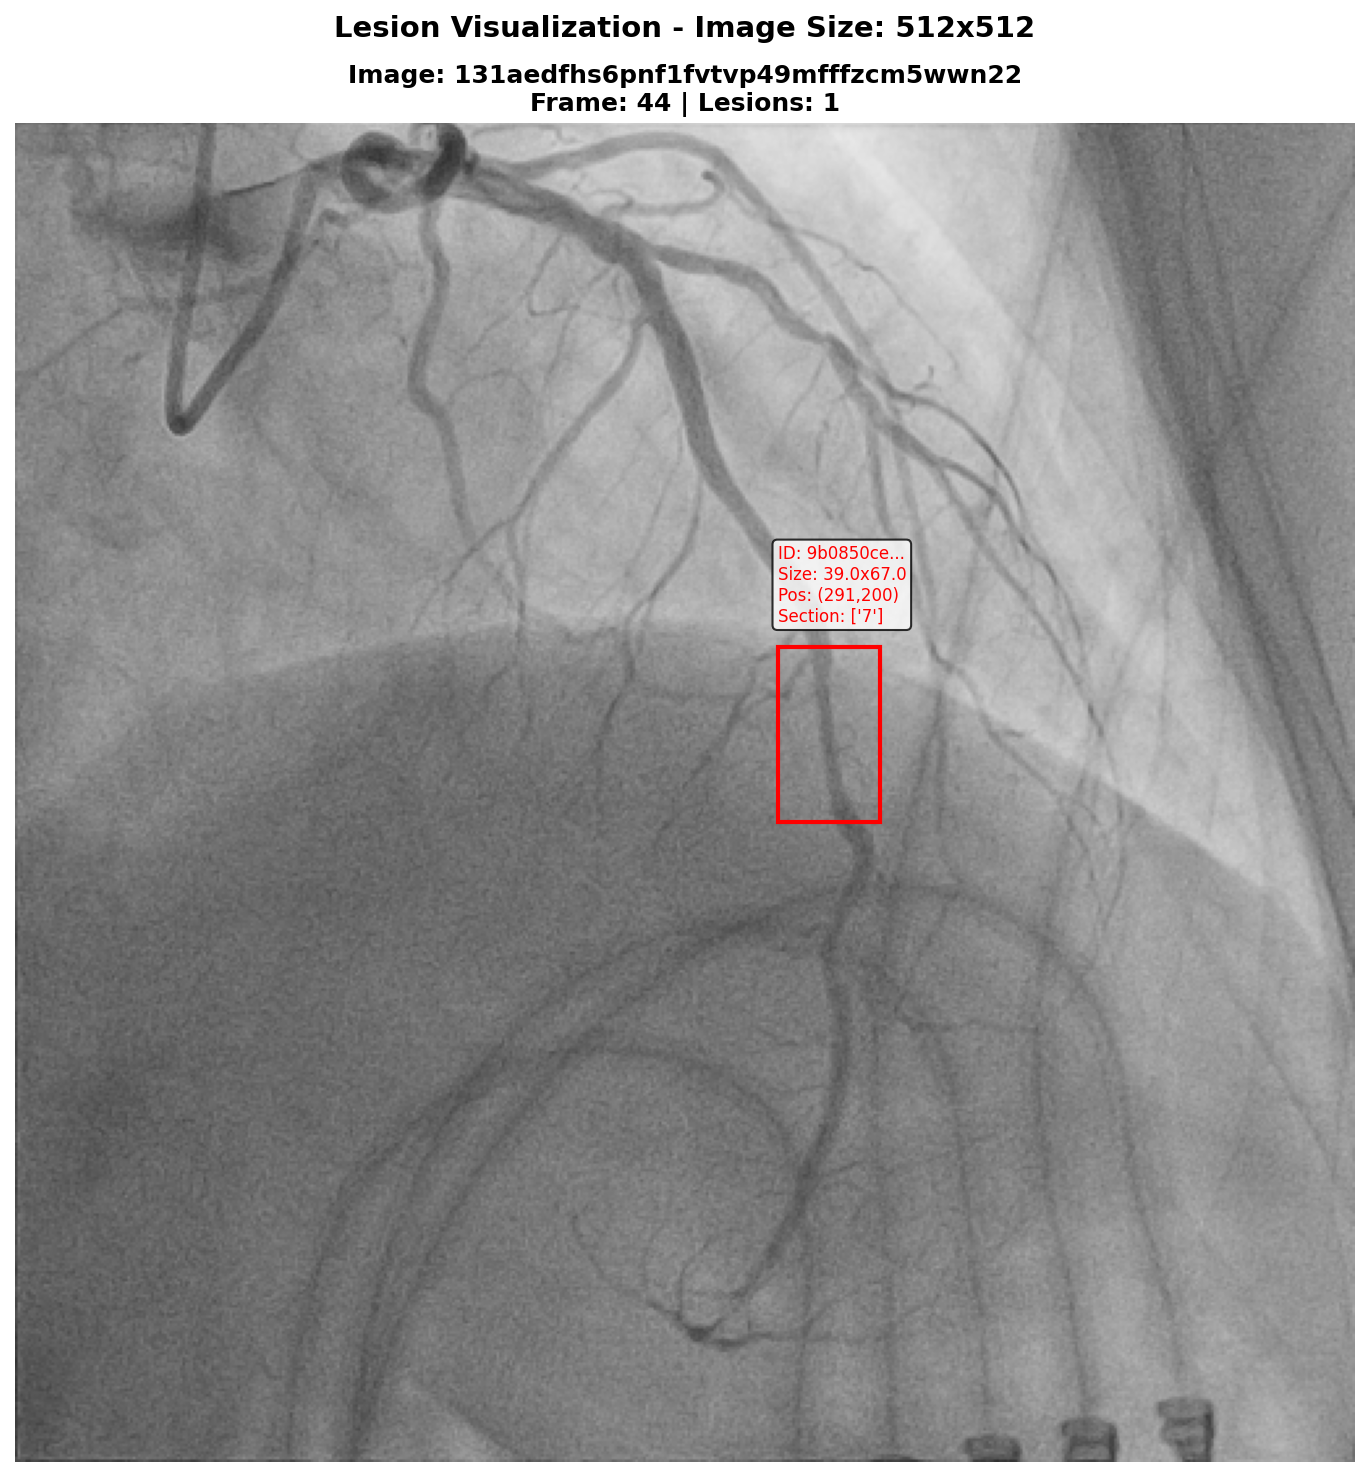 Lesion Visualization - Image Size: 512x512
Image: 131aedfhs6pnf1fvtvp49mfffzcm5wwn22
Frame: 44 | Lesions: 1
ID: 9b0850ce...
Size: 39.0x67.0
Pos: (291,200)
Section: ['7']